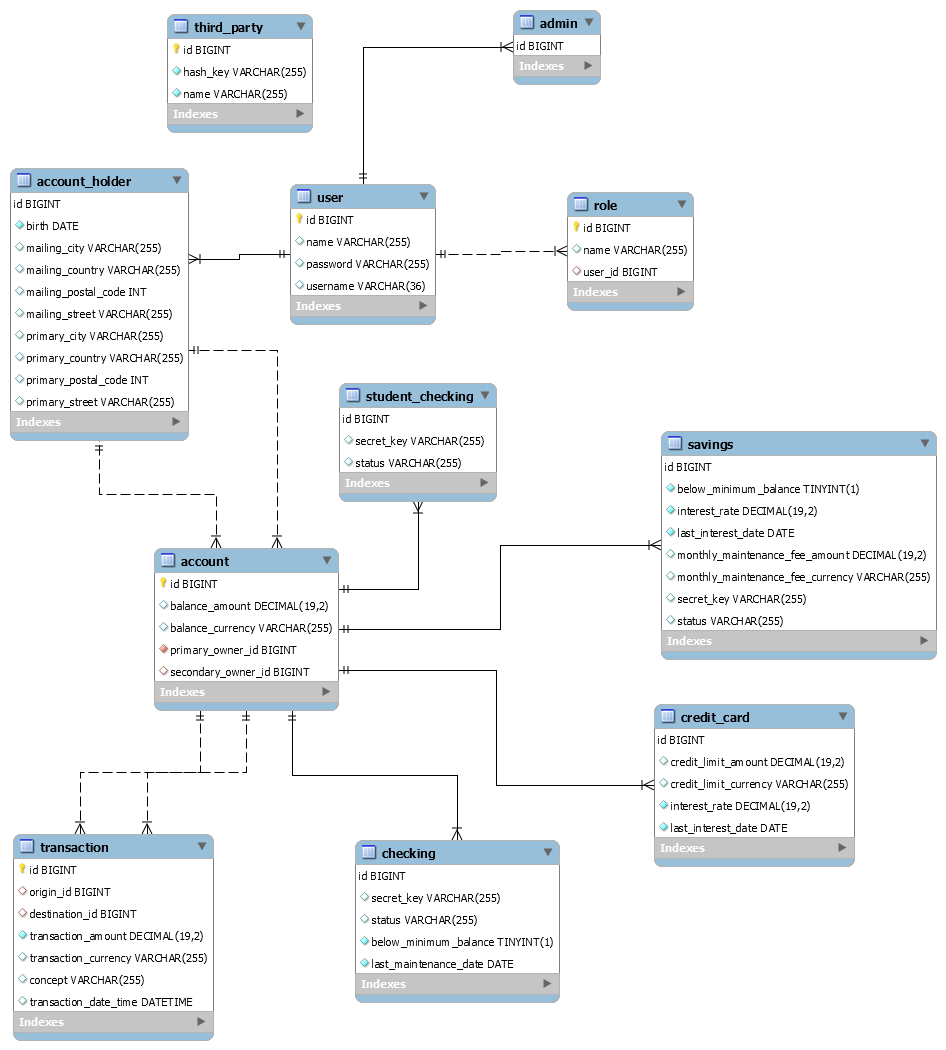 third_party
id BIGINT
hash_key VARCHAR(255)
name VARCHAR(255)
Indexes
admin
id BIGINT
Indexes
account_holder
id BIGINT
birth DATE
mailing_city VARCHAR(255)
mailing_country VARCHAR(255)
mailing_postal_code INT
mailing_street VARCHAR(255)
primary_city VARCHAR(255)
primary_country VARCHAR(255)
primary_postal_code INT
primary_street VARCHAR(255)
Indexes
user
id BIGINT
name VARCHAR(255)
password VARCHAR(255)
username VARCHAR(36)
Indexes
role
id BIGINT
name VARCHAR(255)
user_id BIGINT
Indexes
student_checking
id BIGINT
secret_key VARCHAR(255)
status VARCHAR(255)
Indexes
savings
id BIGINT
below_minimum_balance TINYINT(1)
interest_rate DECIMAL(19,2)
last_interest_date DATE
monthly_maintenance_fee_amount DECIMAL(19,2)
monthly_maintenance_fee_currency VARCHAR(255)
secret_key VARCHAR(255)
status VARCHAR(255)
Indexes
account
id BIGINT
balance_amount DECIMAL(19,2)
balance_currency VARCHAR(255)
primary_owner_id BIGINT
secondary_owner_id BIGINT
Indexes
credit_card
id BIGINT
credit_limit_amount DECIMAL(19,2)
credit_limit_currency VARCHAR(255)
interest_rate DECIMAL(19,2)
last_interest_date DATE
Indexes
transaction
id BIGINT
origin_id BIGINT
destination_id BIGINT
transaction_amount DECIMAL(19,2)
transaction_currency VARCHAR(255)
concept VARCHAR(255)
transaction_date_time DATETIME
Indexes
checking
id BIGINT
secret_key VARCHAR(255)
status VARCHAR(255)
below_minimum_balance TINYINT(1)
last_maintenance_date DATE
Indexes